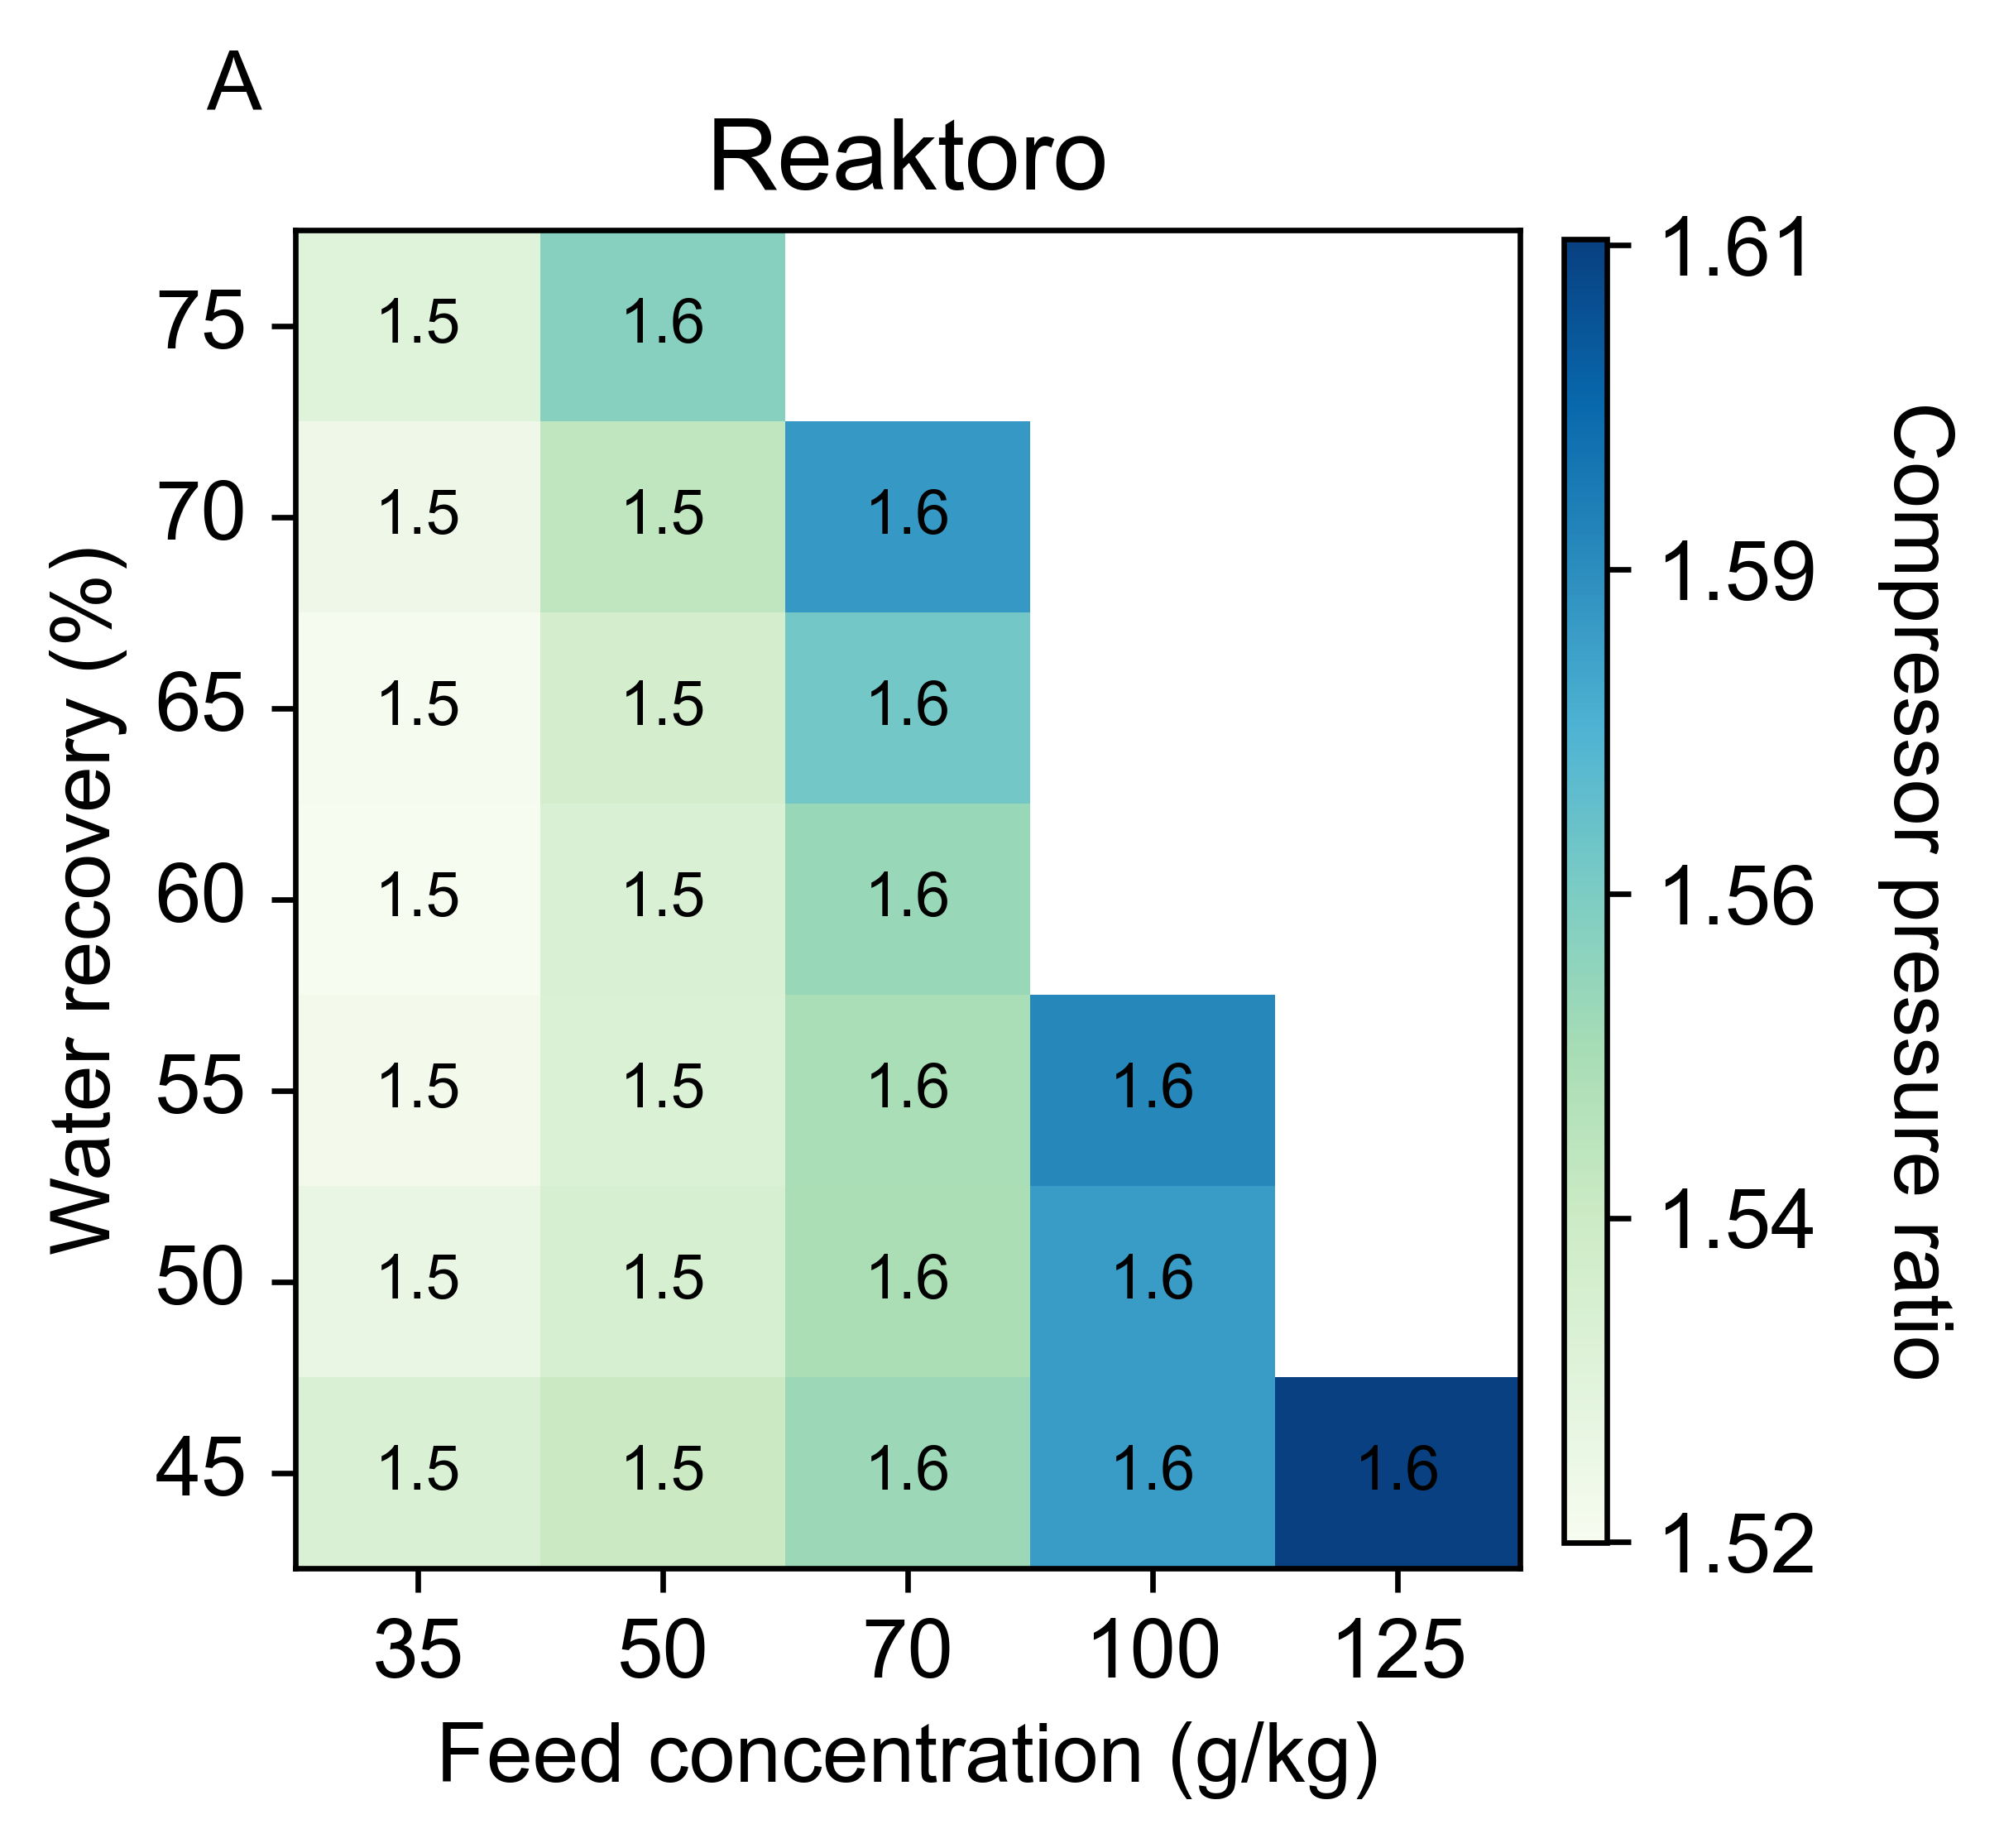 A
Reaktoro
75 1.5 1.6
70 1.5 1.5 1.6
65 1.5 1.5 1.6
60 1.5 1.5 1.6
55 1.5 1.5 1.6 1.6
50 1.5 1.5 1.6 1.6
45 1.5 1.5 1.6 1.6 1.6
35 50 70 100 125
Feed concentration (g/kg)
Water recovery (%)
1.61
1.59
1.56
1.54
1.52
Compressor pressure ratio